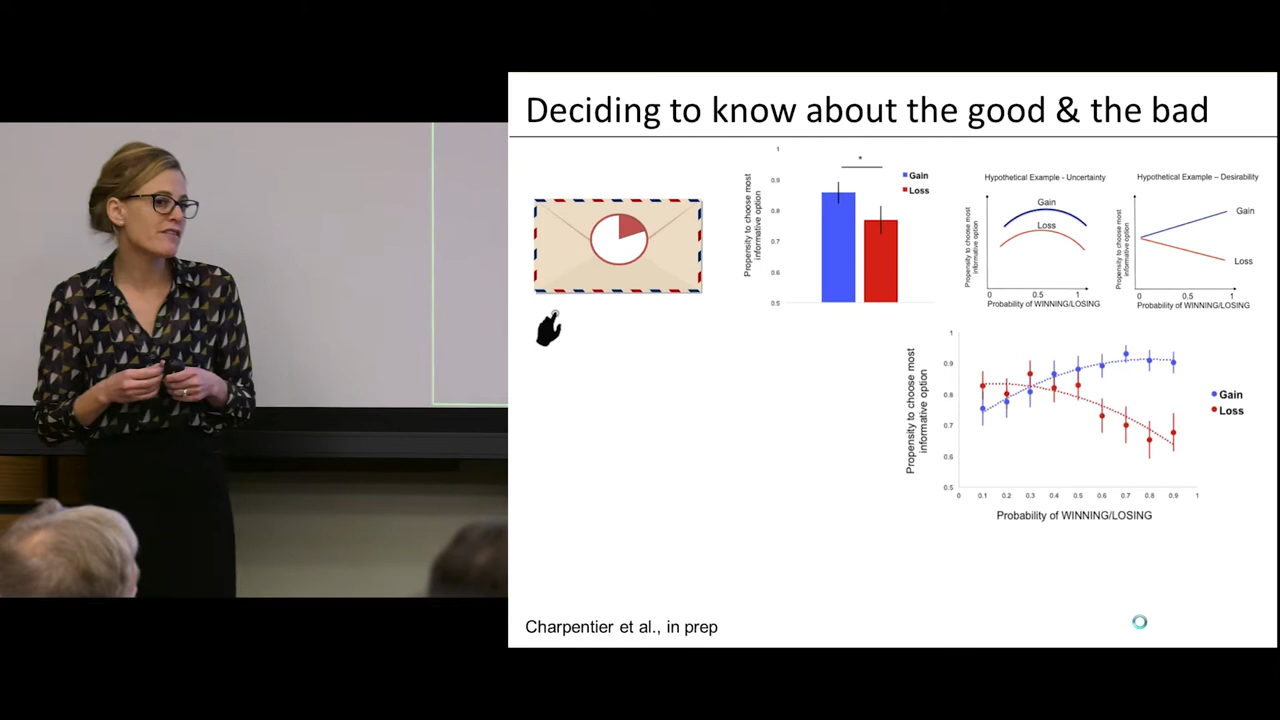 Deciding to know about the good & the bad
Propensity to choose most
informative option
1
0.9
0.8
0.7
0.6
0.5
*
Gain
Loss
Hypothetical Example - Uncertainty
Propensity to choose most
informative option
Gain
Loss
0
0.5
1
Probability of WINNING/LOSING
Hypothetical Example – Desirability
Propensity to choose most
informative option
Gain
Loss
0
0.5
1
Probability of WINNING/LOSING
Propensity to choose most
informative option
1
0.9
0.8
0.7
0.6
0.5
0
0.1
0.2
0.3
0.4
0.5
0.6
0.7
0.8
0.9
1
Gain
Loss
Probability of WINNING/LOSING
Charpentier et al., in prep